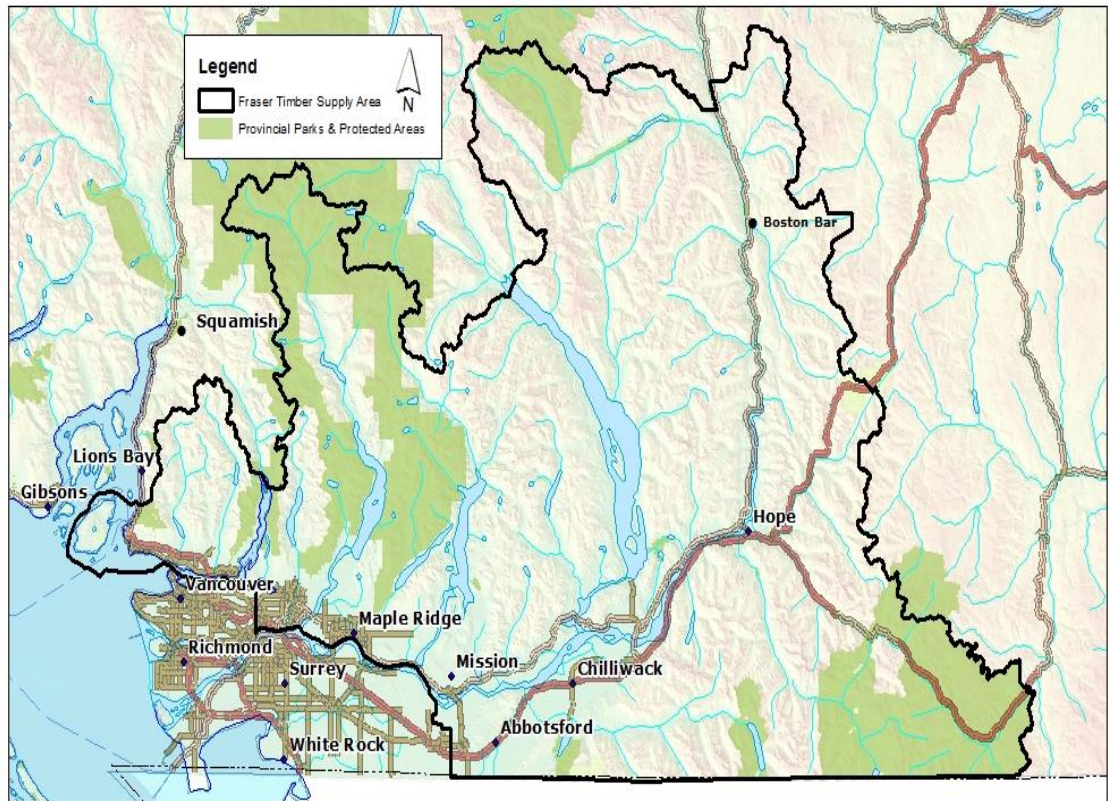 Legend
N
Fraser Timber Supply Area
Provincial Parks & Protected Areas
Boston Bar
Squamish
Lions Bay
Gibsons
Hope
Vancouver
Maple Ridge
Richmond
Mission
Surrey
Chilliwack
Abbotsford
White Rock